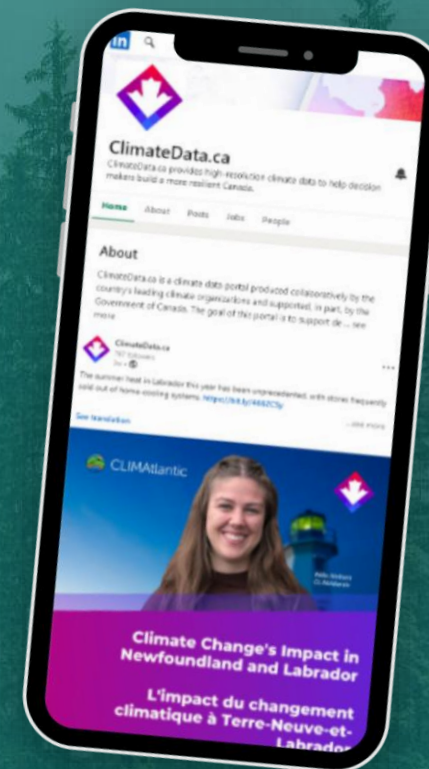 in
ClimateData.ca
ClimateData.ca provides high-resolution climate data to help decision
makers build a more resilient Canada.
Home About Posts Jobs People
About
ClimateData.ca is a climate data portal produced collaboratively by the
country's leading climate organizations and supported, in part, by the
Government of Canada. The goal of this portal is to support de ... see
more
ClimateData.ca
followers
The summer heat in Labrador this year has been unprecedented, with stores frequently
sold out of home cooling systems.
See translation ...see more
CLIMAtlantic
Climate Change's Impact in
Newfoundland and Labrador
L'impact du changement
climatique à Terre-Neuve-et-
Labrador